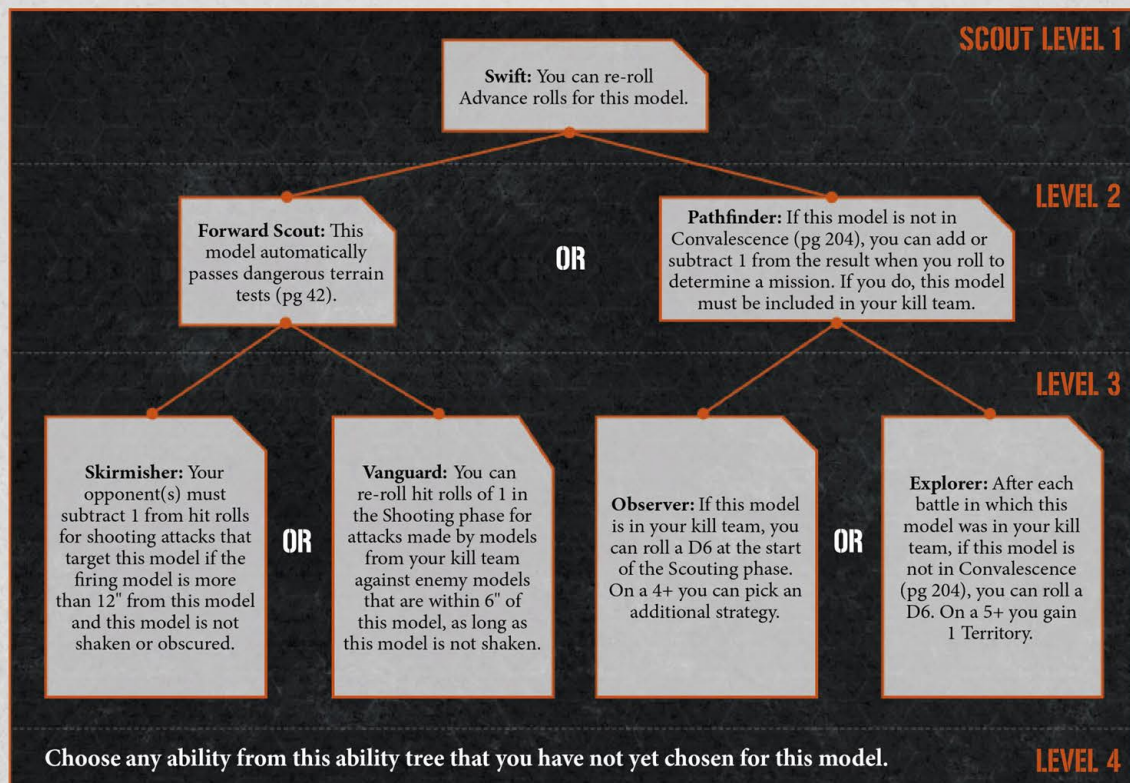 SCOUT LEVEL 1
Swift: You can re-roll
Advance rolls for this model.
LEVEL 2
Forward Scout: This
model automatically
passes dangerous terrain
tests (pg 42).
OR
Pathfinder: If this model is not in
Convalescence (pg 204), you can add or
subtract 1 from the result when you roll to
determine a mission. If you do, this model
must be included in your kill team.
LEVEL 3
Skirmisher: Your
opponent(s) must
subtract 1 from hit rolls
for shooting attacks that
target this model if the
firing model is more
than 12" from this model
and this model is not
shaken or obscured.
OR
Vanguard: You can
re-roll hit rolls of 1 in
the Shooting phase for
attacks made by models
from your kill team
against enemy models
that are within 6" of
this model, as long as
this model is not shaken.
Observer: If this model
is in your kill team, you
can roll a D6 at the start
of the Scouting phase.
On a 4+ you can pick an
additional strategy.
OR
Explorer: After each
battle in which this
model was in your kill
team, if this model is
not in Convalescence
(pg 204), you can roll a
D6. On a 5+ you gain
1 Territory.
Choose any ability from this ability tree that you have not yet chosen for this model.
LEVEL 4